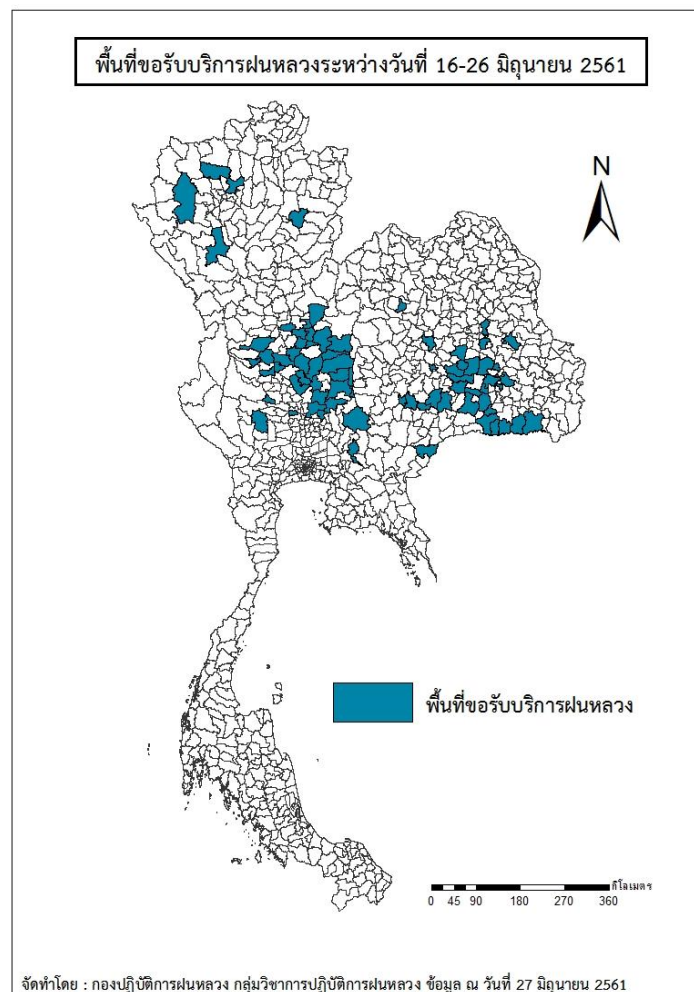 พื้นที่ขอรับบริการฝนหลวงระหว่างวันที่ 16-26 มิถุนายน 2561
N
พื้นที่ขอรับบริการฝนหลวง
กิโลเมตร
0 45 90 180 270 360
จัดทำโดย : กองปฏิบัติการฝนหลวง กลุ่มวิชาการปฏิบัติการฝนหลวง ข้อมูล ณ วันที่ 27 มิถุนายน 2561